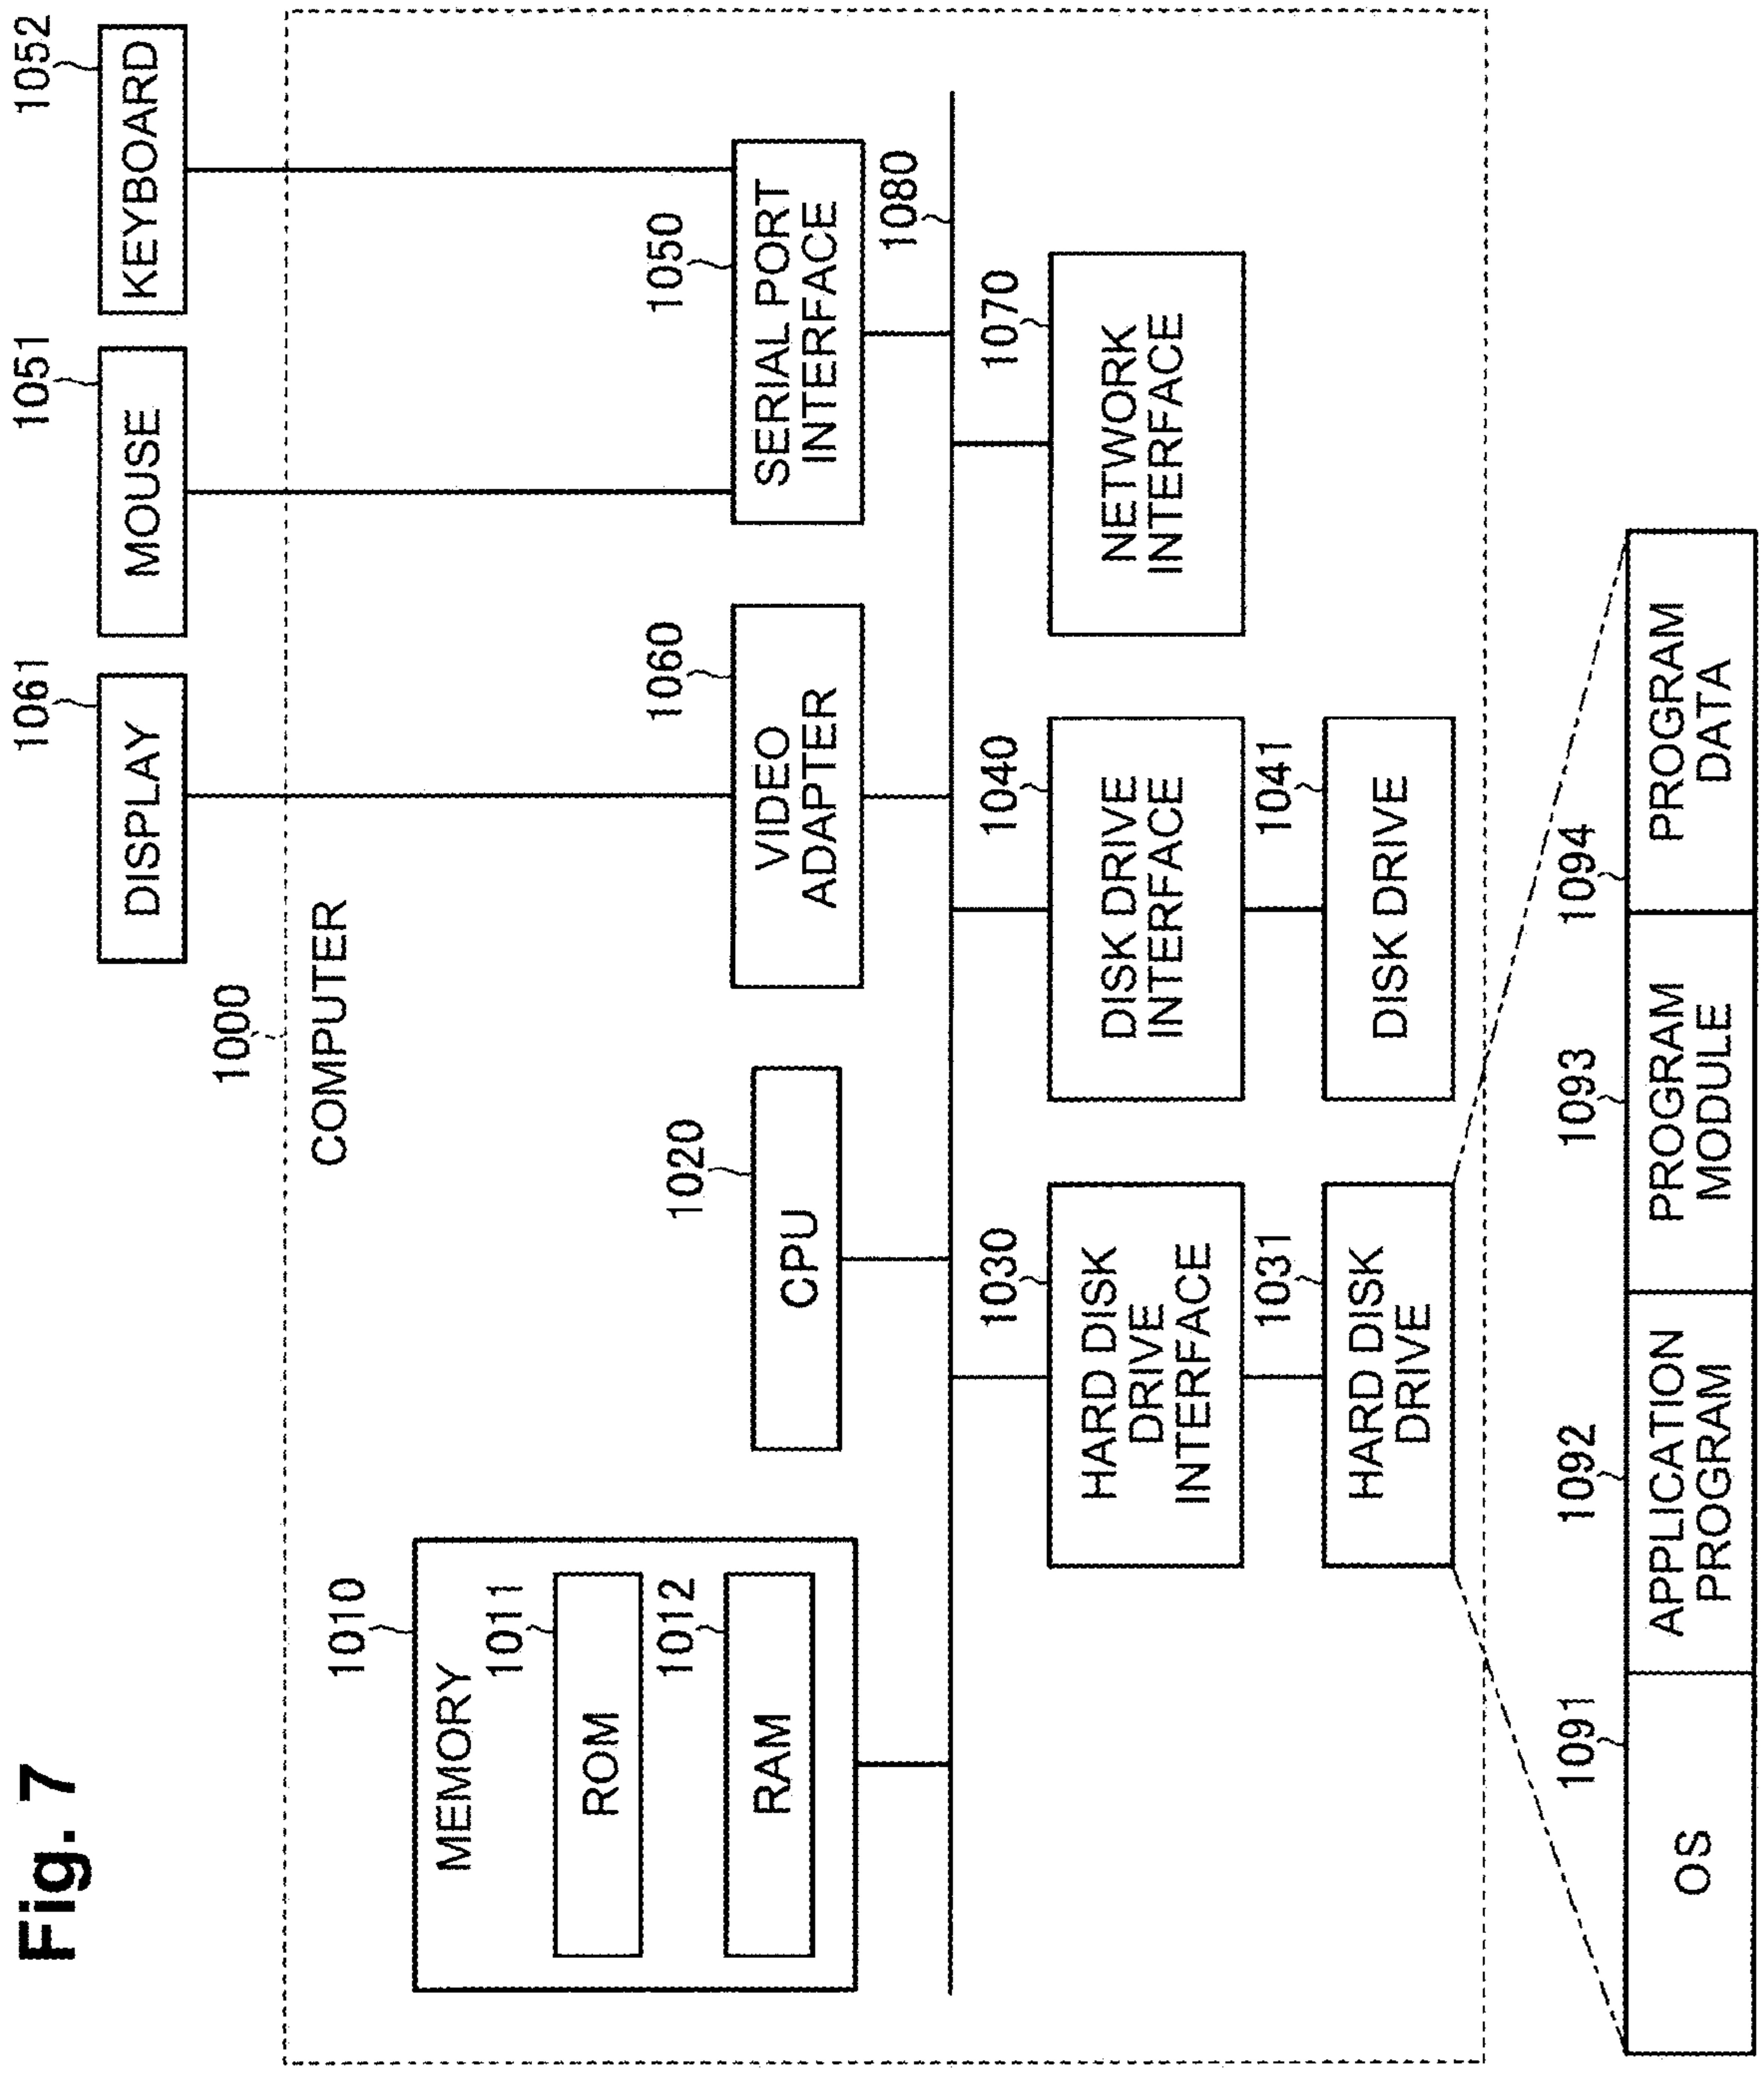 Fig. 7
1061
DISPLAY
1051
MOUSE
1052
KEYBOARD
1000
COMPUTER
1010
MEMORY
1011
ROM
1012
RAM
1020
CPU
1060
VIDEO
ADAPTER
1050
SERIAL PORT
INTERFACE
1080
1030
HARD DISK
DRIVE
INTERFACE
1040
DISK DRIVE
INTERFACE
1070
NETWORK
INTERFACE
1031
HARD DISK
DRIVE
1041
DISK DRIVE
1091
OS
1092
APPLICATION
PROGRAM
1093
PROGRAM
MODULE
1094
PROGRAM
DATA